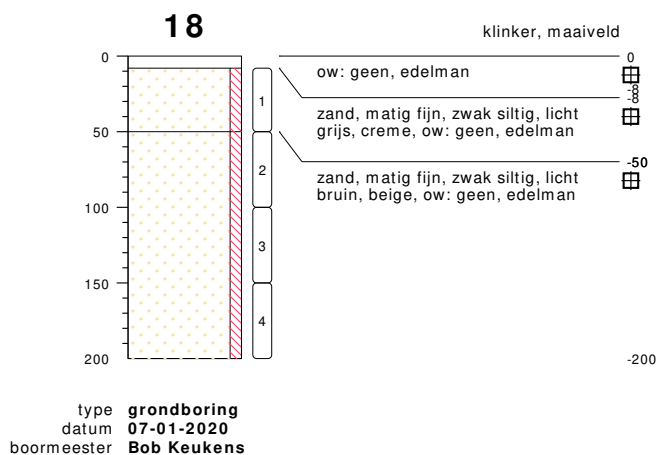 18
klinker, maaiveld
0
0
ow: geen, edelman
-8
-8
1
zand, matig fijn, zwak siltig, licht
grijs, creme, ow: geen, edelman
50
-50
2
zand, matig fijn, zwak siltig, licht
bruin, beige, ow: geen, edelman
100
3
150
4
200
-200
type grondboring
datum 07-01-2020
boormeester Bob Keukens